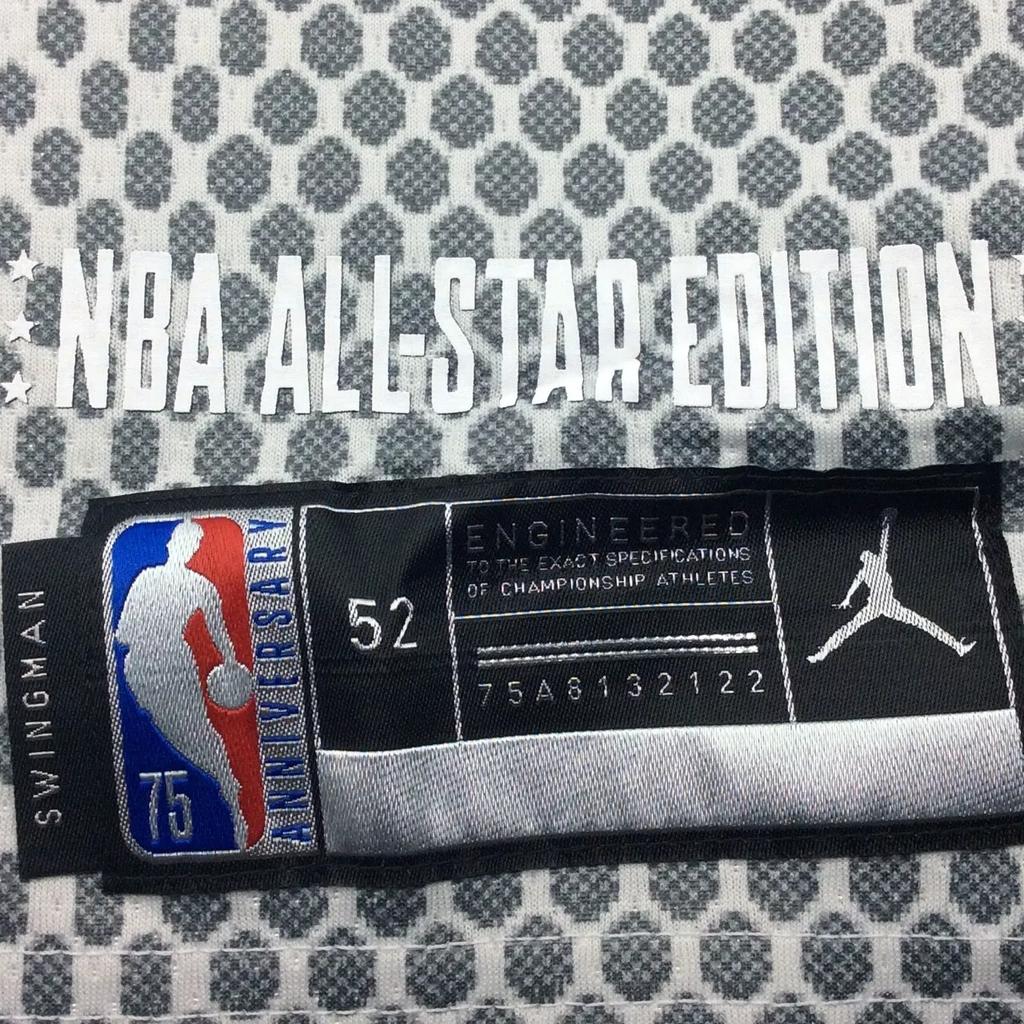 NBA ALL-STAR EDITION
SWINGMAN
75
ANNIVERSARY
52
ENGINEERED
TO THE EXACT SPECIFICATIONS
OF CHAMPIONSHIP ATHLETES
75A8132122